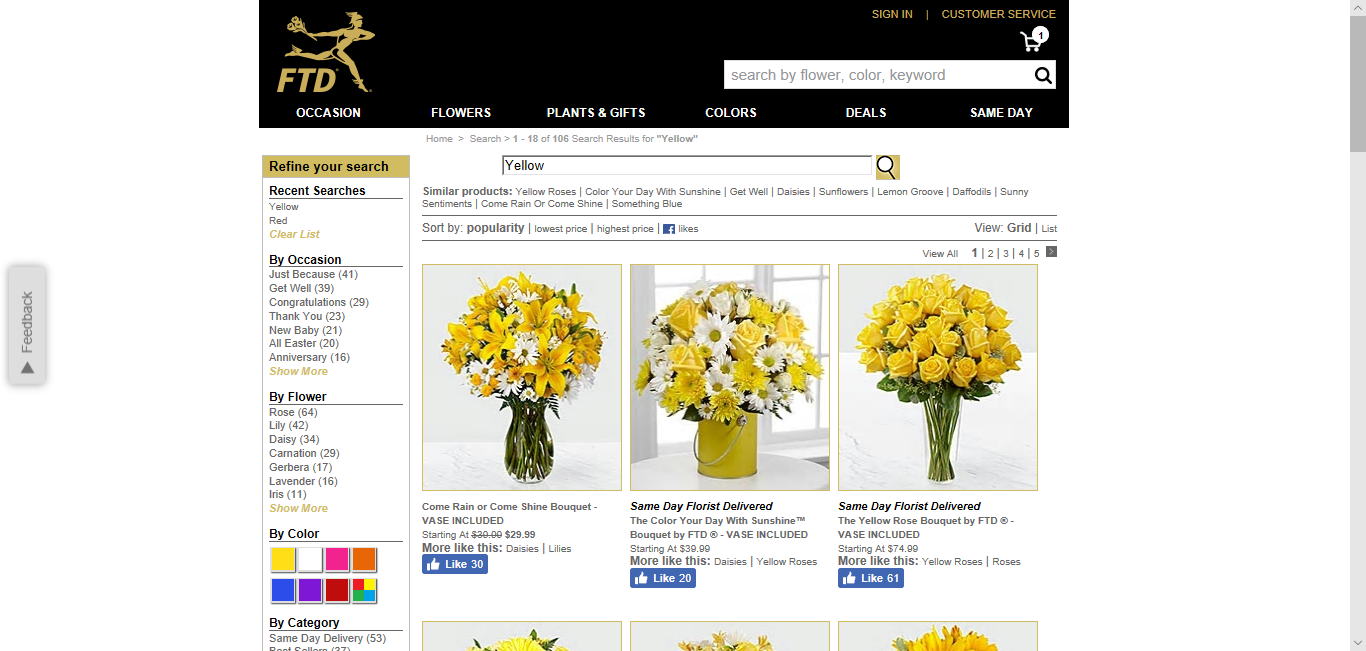 SIGN IN | CUSTOMER SERVICE
1
FTD
search by flower, color, keyword
OCCASION FLOWERS PLANTS & GIFTS COLORS DEALS SAME DAY
Home > Search > 1 - 18 of 106 Search Results for "Yellow"
Refine your search
Recent Searches
Yellow
Red
Clear List
By Occasion
Just Because (41)
Get Well (39)
Congratulations (29)
Thank You (23)
New Baby (21)
All Easter (20)
Anniversary (16)
Show More
By Flower
Rose (64)
Lily (42)
Daisy (34)
Carnation (29)
Gerbera (17)
Lavender (16)
Iris (11)
Show More
By Color
By Category
Same Day Delivery (53)
Best Sellers (37)
Feedback
Yellow
Similar products: Yellow Roses | Color Your Day With Sunshine | Get Well | Daisies | Sunflowers | Lemon Groove | Daffodils | Sunny
Sentiments | Come Rain Or Come Shine | Something Blue
Sort by: popularity | lowest price | highest price | f likes
View: Grid | List
View All 1 | 2 | 3 | 4 | 5 >
Come Rain or Come Shine Bouquet -
VASE INCLUDED
Starting At $39.99 $29.99
More like this: Daisies | Lilies
Like 30
Same Day Florist Delivered
The Color Your Day With Sunshine™
Bouquet by FTD ® - VASE INCLUDED
Starting At $39.99
More like this: Daisies | Yellow Roses
Like 20
Same Day Florist Delivered
The Yellow Rose Bouquet by FTD ® -
VASE INCLUDED
Starting At $74.99
More like this: Yellow Roses | Roses
Like 61